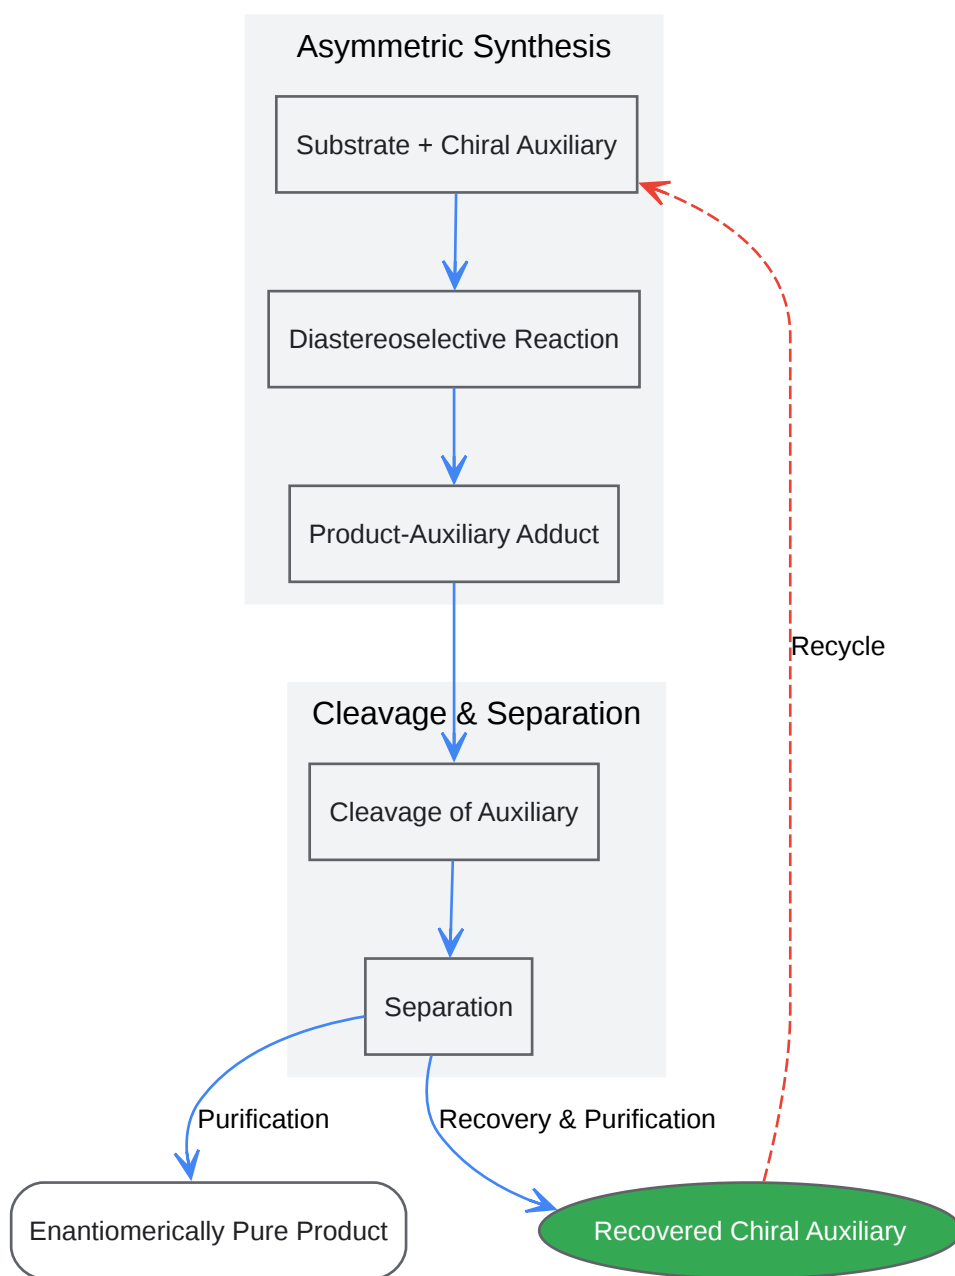 Asymmetric Synthesis
Substrate + Chiral Auxiliary
Diastereoselective Reaction
Product-Auxiliary Adduct
Recycle
Cleavage & Separation
Cleavage of Auxiliary
Separation
Purification
Recovery & Purification
Enantiomerically Pure Product
Recovered Chiral Auxiliary